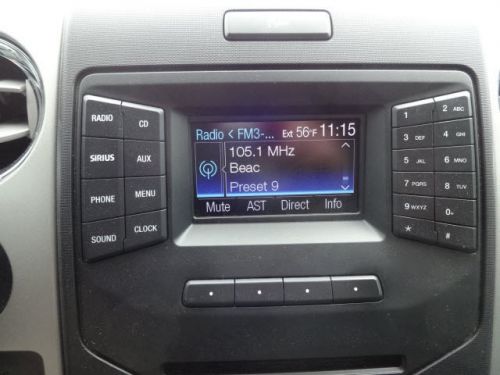 RADIO
CD
SIRIUS
AUX
PHONE
MENU
SOUND
CLOCK
Radio < FM3-... Ext 56°F 11:15
105.1 MHz
Beac
Preset 9
Mute AST Direct Info
1 2 ABC
3 DEF 4 GHI
5 JKL 6 MNO
7 PQRS 8 TUV
9 WXYZ 0
* #